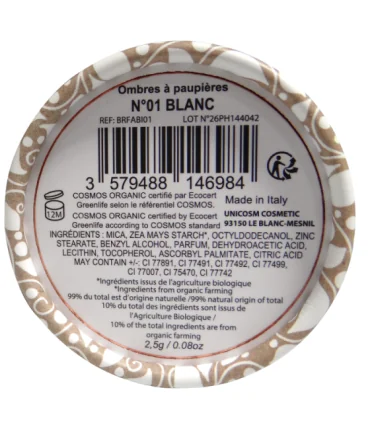 Ombres à paupières
N°01 BLANC
REF: BRFABI01 LOT N°26PH144042
3 579488 146984
COSMOS ORGANIC certifié par Ecocert
Greenlife selon le référentiel COSMOS.
Made in Italy
12M
COSMOS ORGANIC certified by Ecocert
Greenlife according to COSMOS standard
UNICOSM COSMETIC
93150 LE BLANC-MESNIL
INGRÉDIENTS : MICA, ZEA MAYS STARCH*, OCTYLDODECANOL, ZINC
STEARATE, BENZYL ALCOHOL, PARFUM, DEHYDROACETIC ACID,
LECITHIN, TOCOPHEROL, ASCORBYL PALMITATE, CITRIC ACID
MAY CONTAIN +/- CI 77891, CI 77491, CI 77492, CI 77499,
CI 77007, CI 75470, CI 77742
*Ingrédients issus de l'agriculture biologique
*Ingredients from organic farming
99% du total est d'origine naturelle /99% natural origin of total
10% du total des ingrédients sont issus de
l'Agriculture Biologique /
10% of the total ingredients are from
organic farming
2,5g / 0.08oz